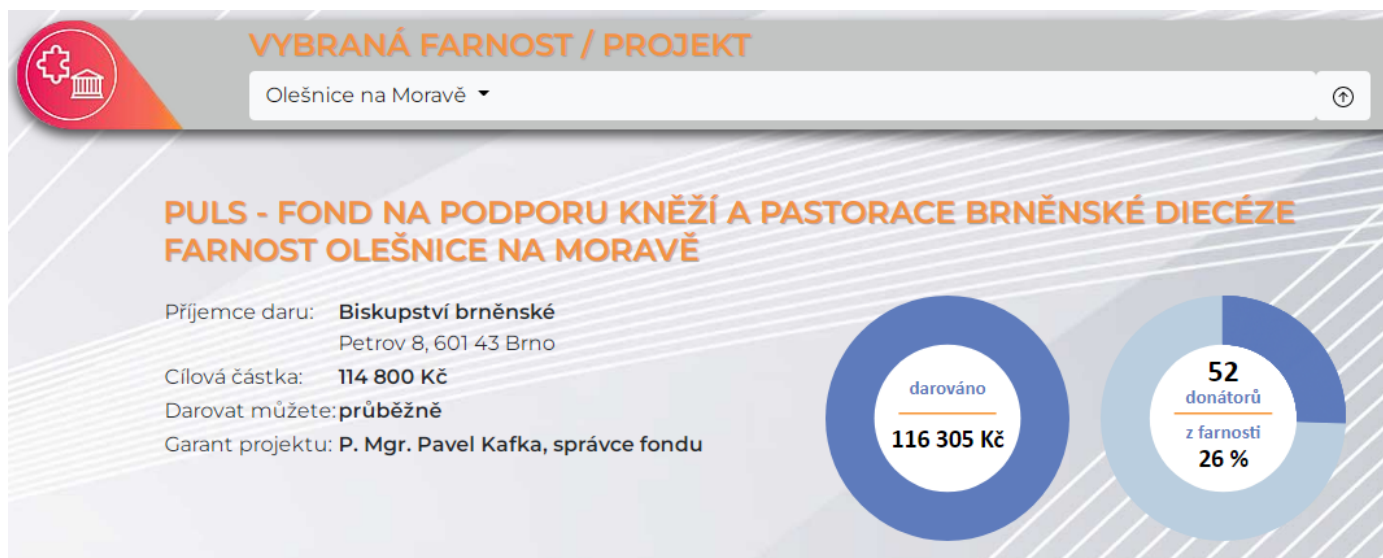 VYBRANÁ FARNOST / PROJEKT
Olešnice na Moravě
PULS - FOND NA PODPORU KNĚŽÍ A PASTORACE BRNĚNSKÉ DIECÉZE
FARNOST OLEŠNICE NA MORAVĚ
Příjemce daru: Biskupství brněnské
Petrov 8, 601 43 Brno
Cílová částka: 114 800 Kč
Darovat můžete: průběžně
Garant projektu: P. Mgr. Pavel Kafka, správce fondu
darováno
116 305 Kč
52
donátorů
z farnosti
26 %